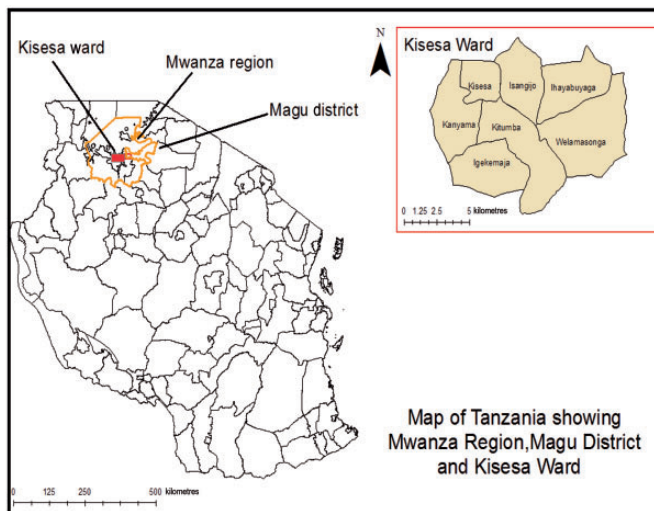 Kisesa ward
Mwanza region
Magu district
0 125 250 500 kilometres
N
Kisesa Ward
Kisesa
Isangijo
Ihayabuyaga
Kanyama
Kitumba
Welamasonga
Igekemaja
0 1.25 2.5 5 kilometres
Map of Tanzania showing
Mwanza Region,Magu District
and Kisesa Ward